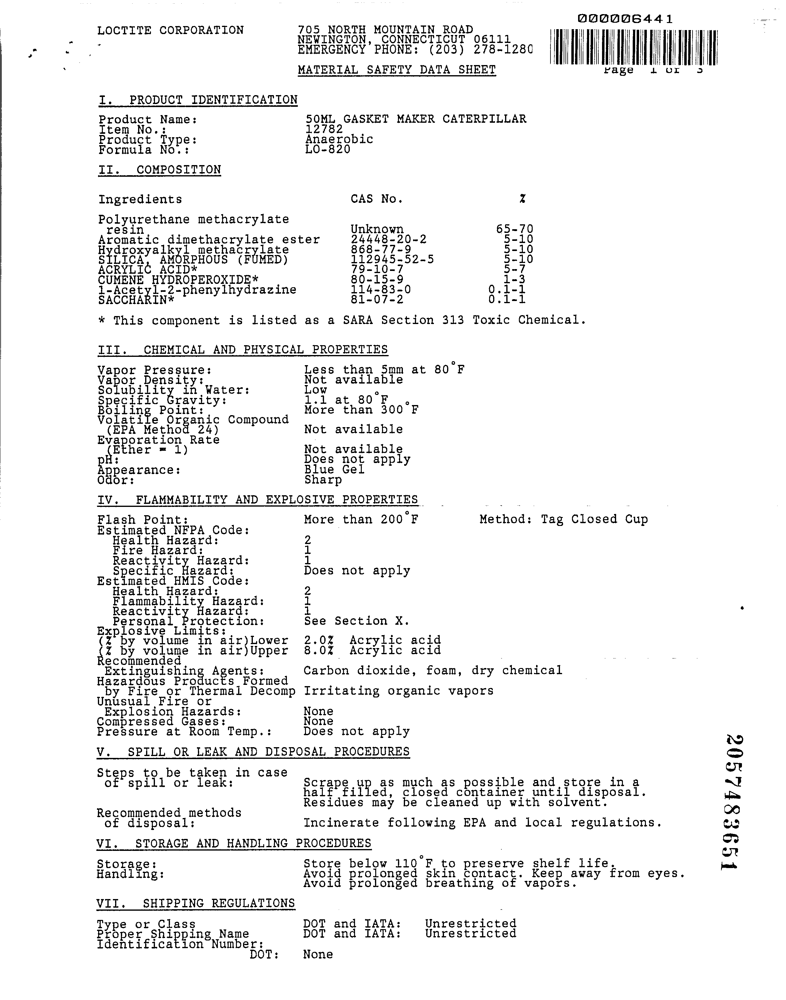 000006441
LOCTITE CORPORATION 705 NORTH MOUNTAIN ROAD
NEWINGTON, CONNECTICUT 06111
EMERGENCY PHONE: (203) 278-1280
MATERIAL SAFETY DATA SHEET
Page 1 of 3
I. PRODUCT IDENTIFICATION
Product Name: 50ML GASKET MAKER CATERPILLAR
Item No.: 12782
Product Type: Anaerobic
Formula No.: LO-820
II. COMPOSITION
Ingredients CAS No. %
Polyurethane methacrylate
resin Unknown 65-70
Aromatic dimethacrylate ester 24448-20-2 5-10
Hydroxyalkyl methacrylate 868-77-9 5-10
SILICA, AMORPHOUS (FUMED) 112945-52-5 5-10
ACRYLIC ACID* 79-10-7 5-7
CUMENE HYDROPEROXIDE* 80-15-9 1-3
1-Acetyl-2-phenylhydrazine 114-83-0 0.1-1
SACCHARIN* 81-07-2 0.1-1
* This component is listed as a SARA Section 313 Toxic Chemical.
III. CHEMICAL AND PHYSICAL PROPERTIES
Vapor Pressure: Less than 5mm at 80°F
Vapor Density: Not available
Solubility in Water: Low
Specific Gravity: 1.1 at 80°F
Boiling Point: More than 300°F
Volatile Organic Compound
(EPA Method 24) Not available
Evaporation Rate
(Ether = 1) Not available
pH: Does not apply
Appearance: Blue Gel
Odor: Sharp
IV. FLAMMABILITY AND EXPLOSIVE PROPERTIES
Flash Point: More than 200°F Method: Tag Closed Cup
Estimated NFPA Code:
Health Hazard: 2
Fire Hazard: 1
Reactivity Hazard: 1
Specific Hazard: Does not apply
Estimated HMIS Code:
Health Hazard: 2
Flammability Hazard: 1
Reactivity Hazard: 1
Personal Protection: See Section X.
Explosive Limits:
(% by volume in air)Lower 2.0% Acrylic acid
(% by volume in air)Upper 8.0% Acrylic acid
Recommended
Extinguishing Agents: Carbon dioxide, foam, dry chemical
Hazardous Products Formed
by Fire or Thermal Decomp Irritating organic vapors
Unusual Fire or
Explosion Hazards: None
Compressed Gases: None
Pressure at Room Temp.: Does not apply
V. SPILL OR LEAK AND DISPOSAL PROCEDURES
Steps to be taken in case
of spill or leak: Scrape up as much as possible and store in a
half filled, closed container until disposal.
Residues may be cleaned up with solvent.
Recommended methods
of disposal: Incinerate following EPA and local regulations.
VI. STORAGE AND HANDLING PROCEDURES
Storage: Store below 110°F to preserve shelf life.
Handling: Avoid prolonged skin contact. Keep away from eyes.
Avoid prolonged breathing of vapors.
VII. SHIPPING REGULATIONS
Type or Class DOT and IATA: Unrestricted
Proper Shipping Name DOT and IATA: Unrestricted
Identification Number:
DOT: None
2057483651